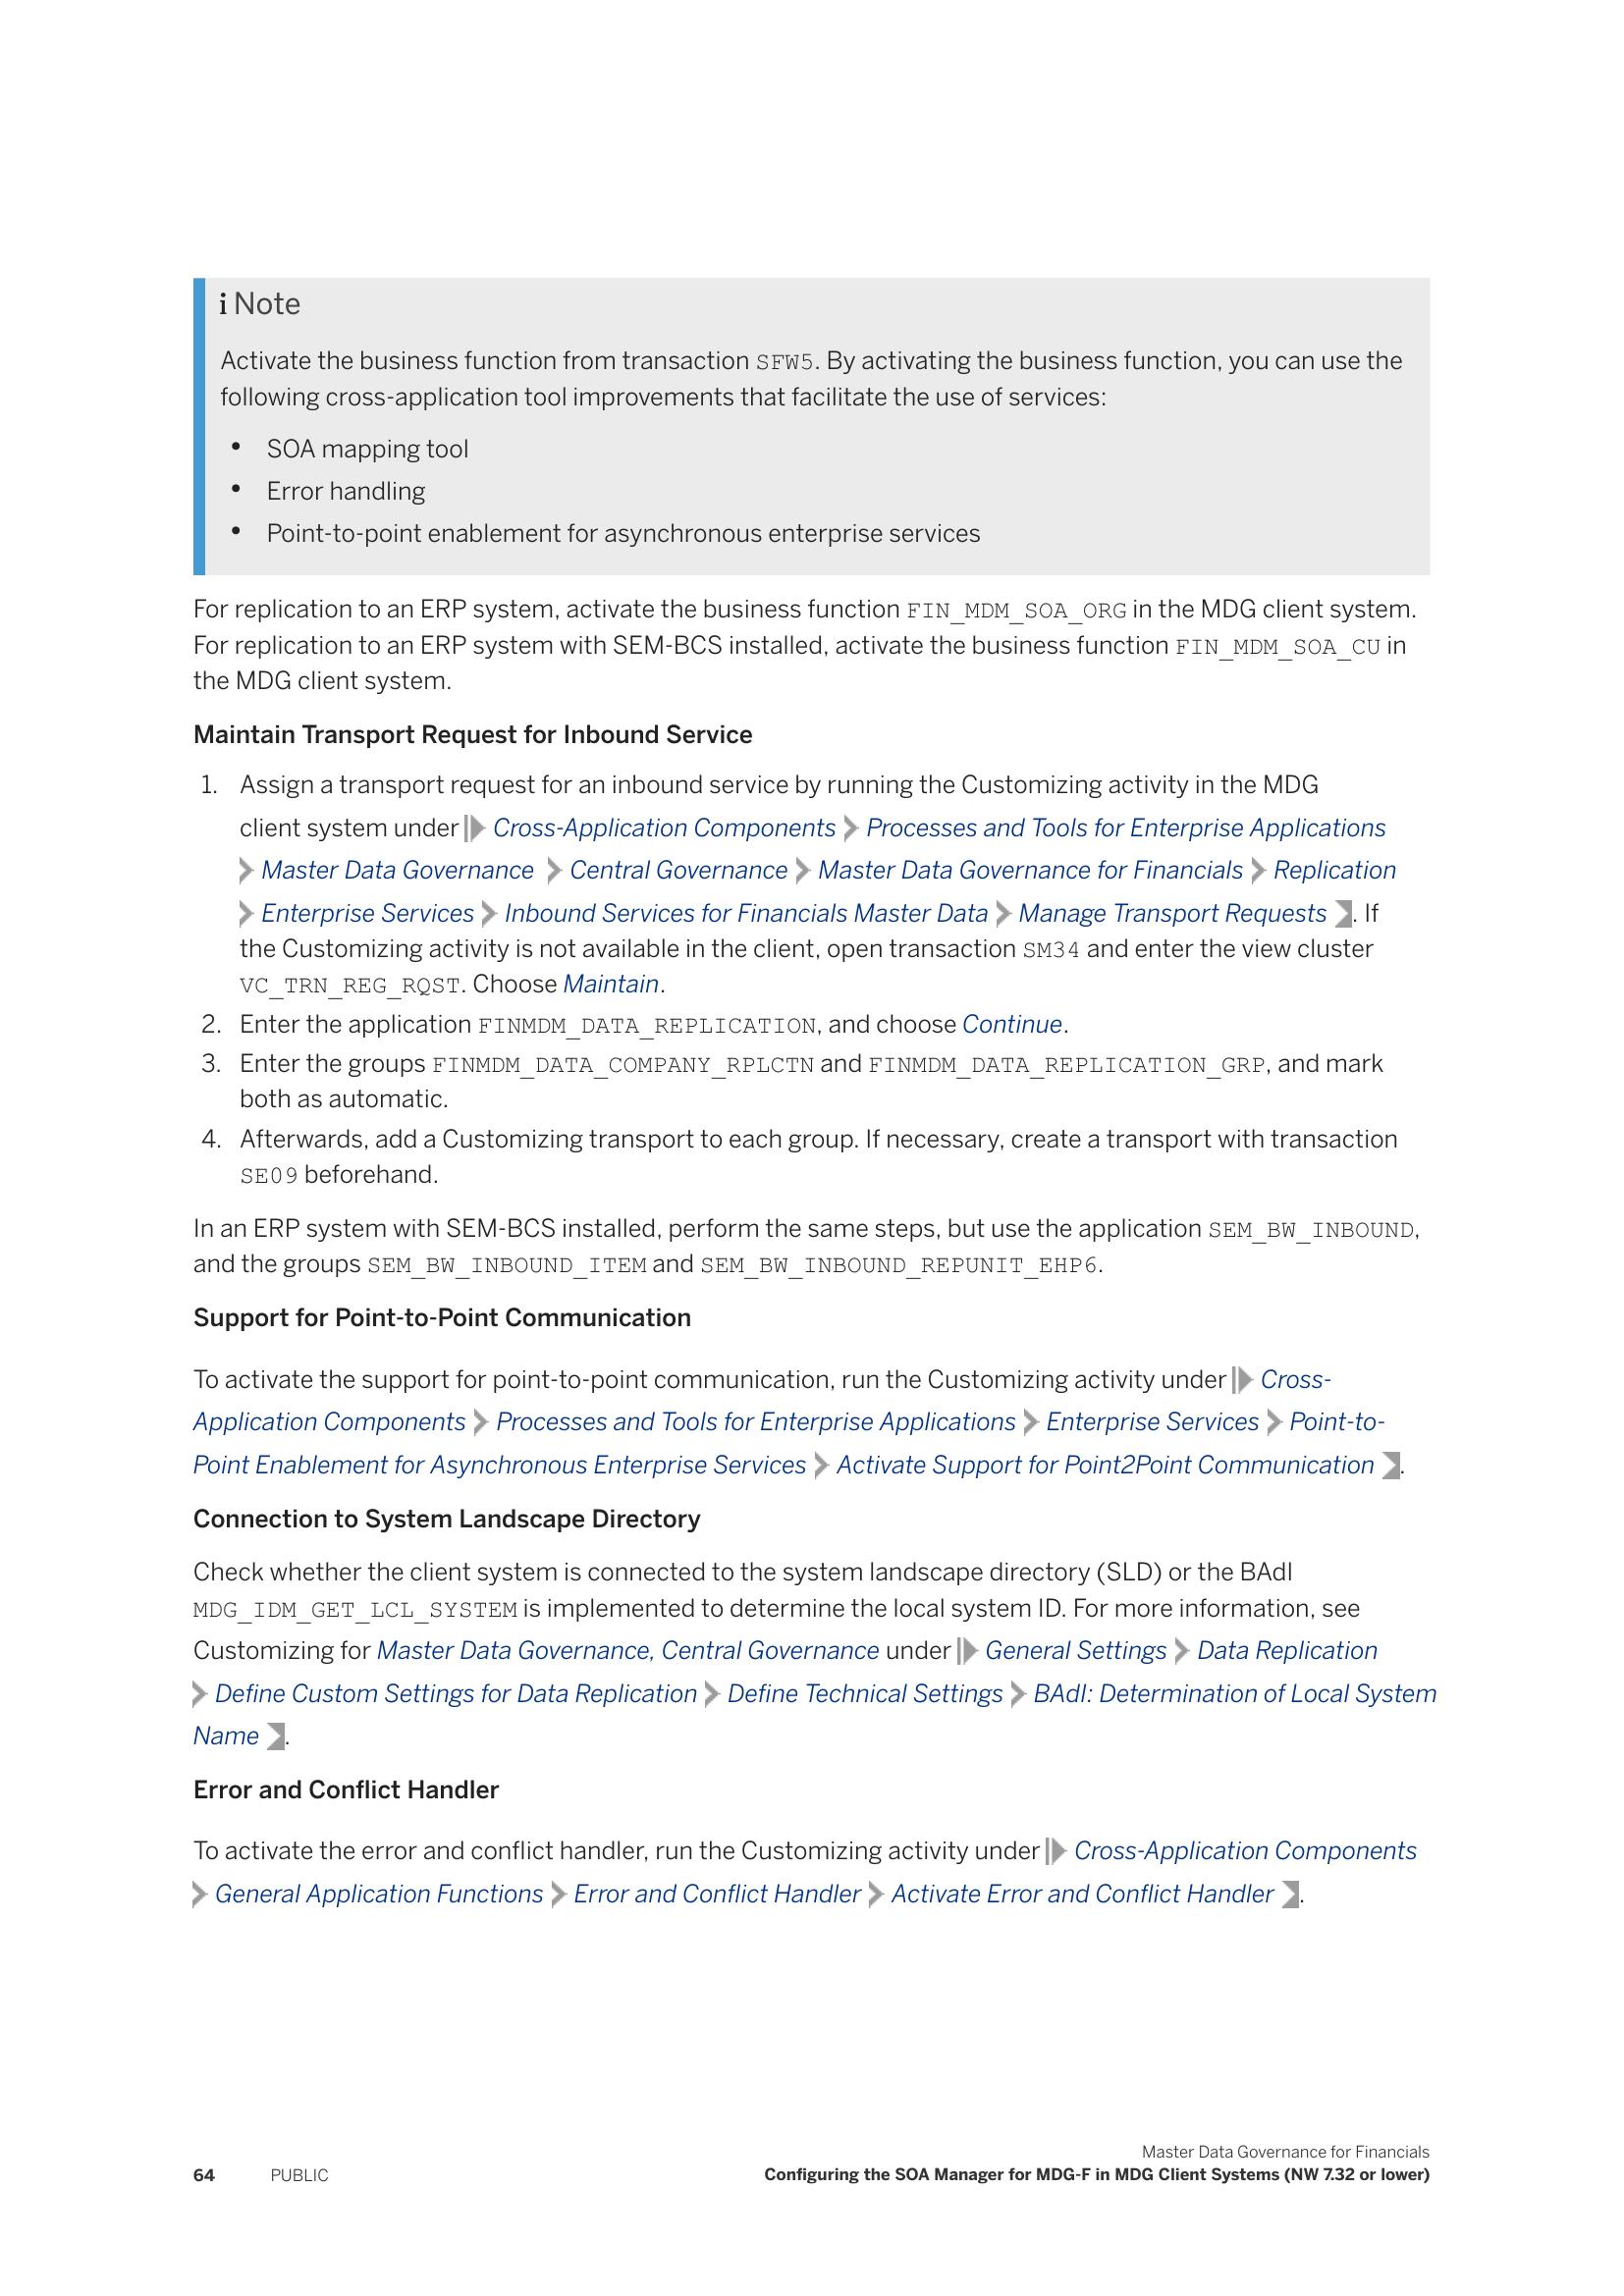 i Note
Activate the business function from transaction SFW5. By activating the business function, you can use the
following cross-application tool improvements that facilitate the use of services:
• SOA mapping tool
• Error handling
• Point-to-point enablement for asynchronous enterprise services
For replication to an ERP system, activate the business function FIN_MDM_SOA_ORG in the MDG client system.
For replication to an ERP system with SEM-BCS installed, activate the business function FIN_MDM_SOA_CU in
the MDG client system.
Maintain Transport Request for Inbound Service
1. Assign a transport request for an inbound service by running the Customizing activity in the MDG
client system under Cross-Application Components Processes and Tools for Enterprise Applications
Master Data Governance Central Governance Master Data Governance for Financials Replication
Enterprise Services Inbound Services for Financials Master Data Manage Transport Requests . If
the Customizing activity is not available in the client, open transaction SM34 and enter the view cluster
VC_TRN_REG_RQST. Choose Maintain.
2. Enter the application FINMDM_DATA_REPLICATION, and choose Continue.
3. Enter the groups FINMDM_DATA_COMPANY_RPLCTN and FINMDM_DATA_REPLICATION_GRP, and mark
both as automatic.
4. Afterwards, add a Customizing transport to each group. If necessary, create a transport with transaction
SE09 beforehand.
In an ERP system with SEM-BCS installed, perform the same steps, but use the application SEM_BW_INBOUND,
and the groups SEM_BW_INBOUND_ITEM and SEM_BW_INBOUND_REPUNIT_EHP6.
Support for Point-to-Point Communication
To activate the support for point-to-point communication, run the Customizing activity under Cross-
Application Components Processes and Tools for Enterprise Applications Enterprise Services Point-to-
Point Enablement for Asynchronous Enterprise Services Activate Support for Point2Point Communication .
Connection to System Landscape Directory
Check whether the client system is connected to the system landscape directory (SLD) or the BAdI
MDG_IDM_GET_LCL_SYSTEM is implemented to determine the local system ID. For more information, see
Customizing for Master Data Governance, Central Governance under General Settings Data Replication
Define Custom Settings for Data Replication Define Technical Settings BAdI: Determination of Local System
Name .
Error and Conflict Handler
To activate the error and conflict handler, run the Customizing activity under Cross-Application Components
General Application Functions Error and Conflict Handler Activate Error and Conflict Handler .
Master Data Governance for Financials
64 PUBLIC Configuring the SOA Manager for MDG-F in MDG Client Systems (NW 7.32 or lower)